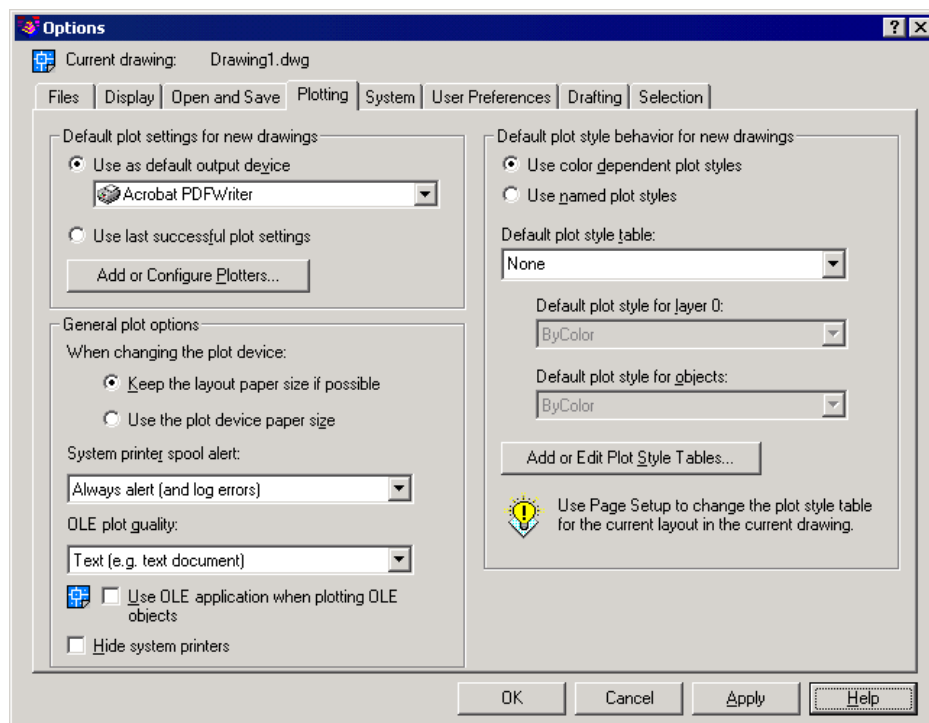 Options
Current drawing: Drawing1.dwg
Files Display Open and Save Plotting System User Preferences Drafting Selection
Default plot settings for new drawings
Use as default output device
Acrobat PDFWriter
Use last successful plot settings
Add or Configure Plotters...
General plot options
When changing the plot device:
Keep the layout paper size if possible
Use the plot device paper size
System printer spool alert:
Always alert (and log errors)
OLE plot quality:
Text (e.g. text document)
Use OLE application when plotting OLE
objects
Hide system printers
Default plot style behavior for new drawings
Use color dependent plot styles
Use named plot styles
Default plot style table:
None
Default plot style for layer 0:
ByColor
Default plot style for objects:
ByColor
Add or Edit Plot Style Tables...
Use Page Setup to change the plot style table
for the current layout in the current drawing.
OK Cancel Apply Help